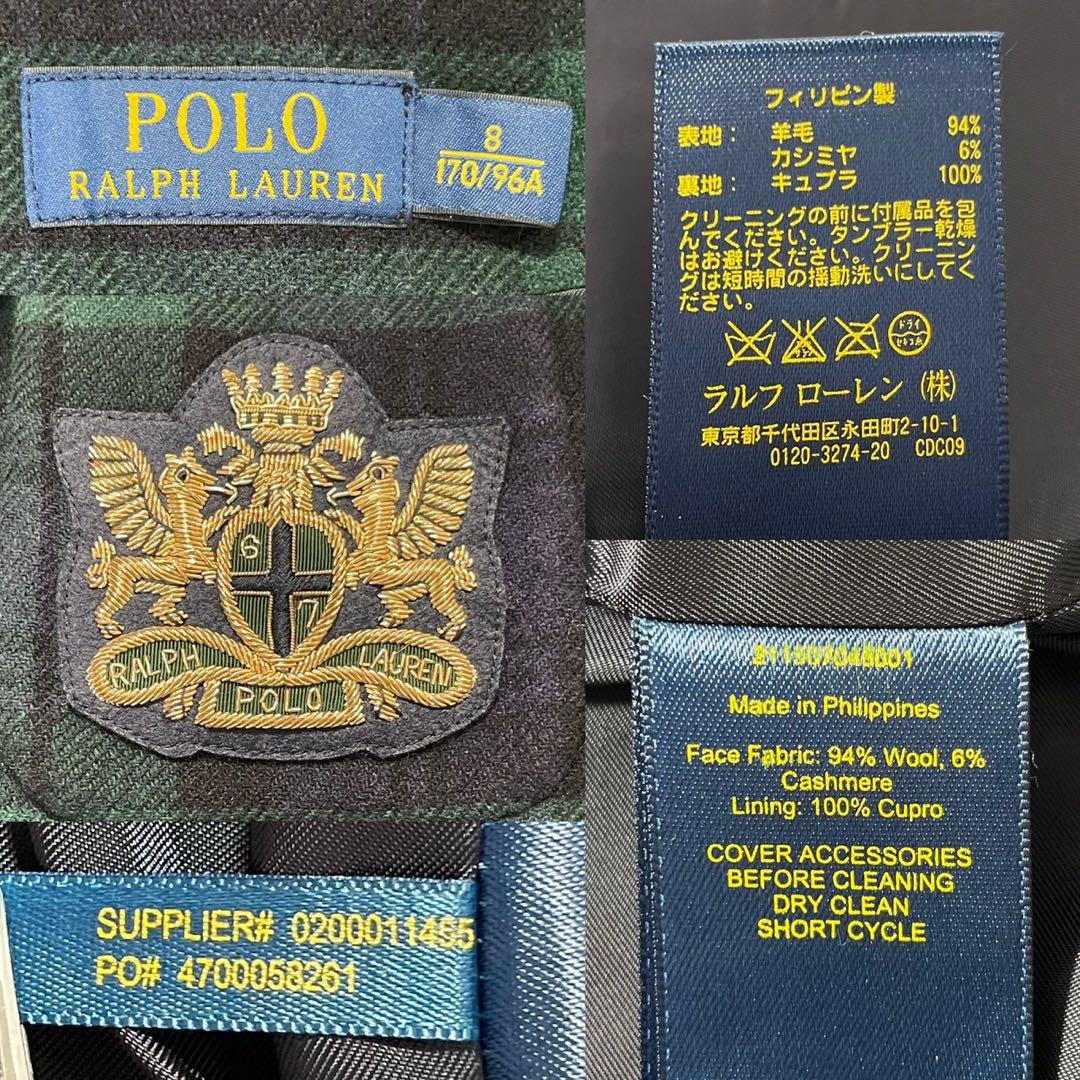 POLO
RALPH LAUREN
8
170/96A
フィリピン製
表地： 羊毛 94%
カシミヤ 6%
裏地： キュプラ 100%
クリーニングの前に付属品を包
んでください。タンブラー乾燥
はお避けください。クリーニン
グは短時間の揺動洗いにしてく
ださい。
ドライ
セキユ系
ラルフ ローレン（株）
東京都千代田区永田町2-10-1
0120-3274-20 CDC09
6
7
RALPH LAUREN
POLO
Made in Philippines
Face Fabric: 94% Wool, 6%
Cashmere
Lining: 100% Cupro
COVER ACCESSORIES
BEFORE CLEANING
DRY CLEAN
SHORT CYCLE
SUPPLIER#
PO# 4700058261